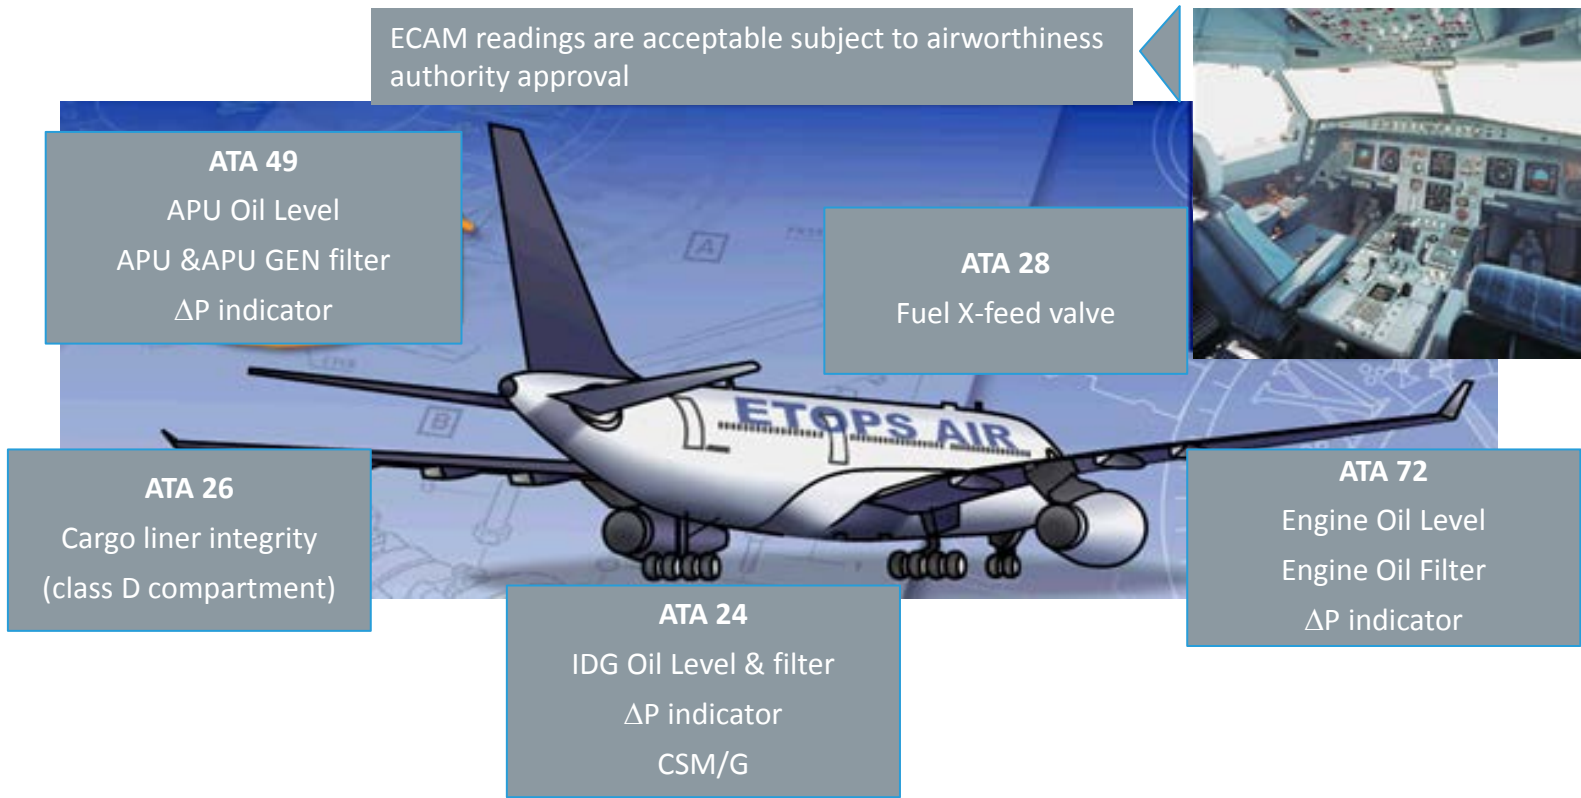 ECAM readings are acceptable subject to airworthiness
authority approval
ATA 49
APU Oil Level
APU &APU GEN filter
ΔP indicator
ATA 28
Fuel X-feed valve
A
B
ETOPS AIR
ATA 26
Cargo liner integrity
(class D compartment)
ATA 24
IDG Oil Level & filter
ΔP indicator
CSM/G
ATA 72
Engine Oil Level
Engine Oil Filter
ΔP indicator